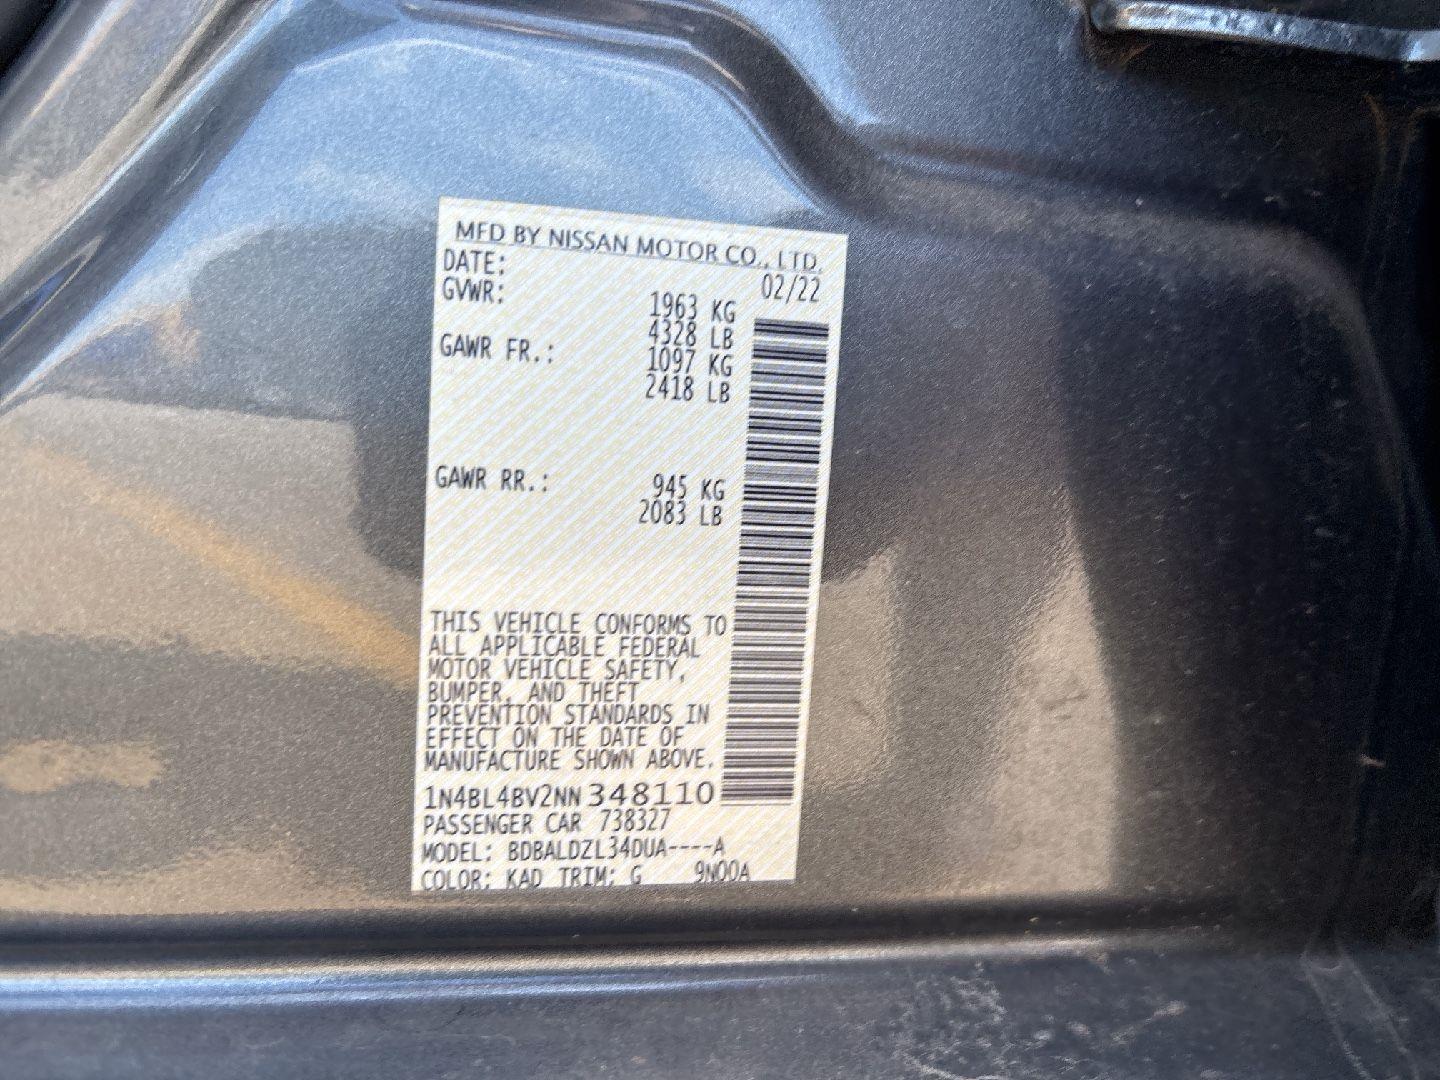 MFD BY NISSAN MOTOR CO., LTD.
DATE: 02/22
GVWR: 1963 KG
4328 LB
GAWR FR.: 1097 KG
2418 LB
GAWR RR.: 945 KG
2083 LB
THIS VEHICLE CONFORMS TO
ALL APPLICABLE FEDERAL
MOTOR VEHICLE SAFETY,
BUMPER, AND THEFT
PREVENTION STANDARDS IN
EFFECT ON THE DATE OF
MANUFACTURE SHOWN ABOVE.
1N4BL4BV2NN348110
PASSENGER CAR 738327
MODEL: BDBALDZL34DUA----A
COLOR: KAD TRIM: G 9N00A